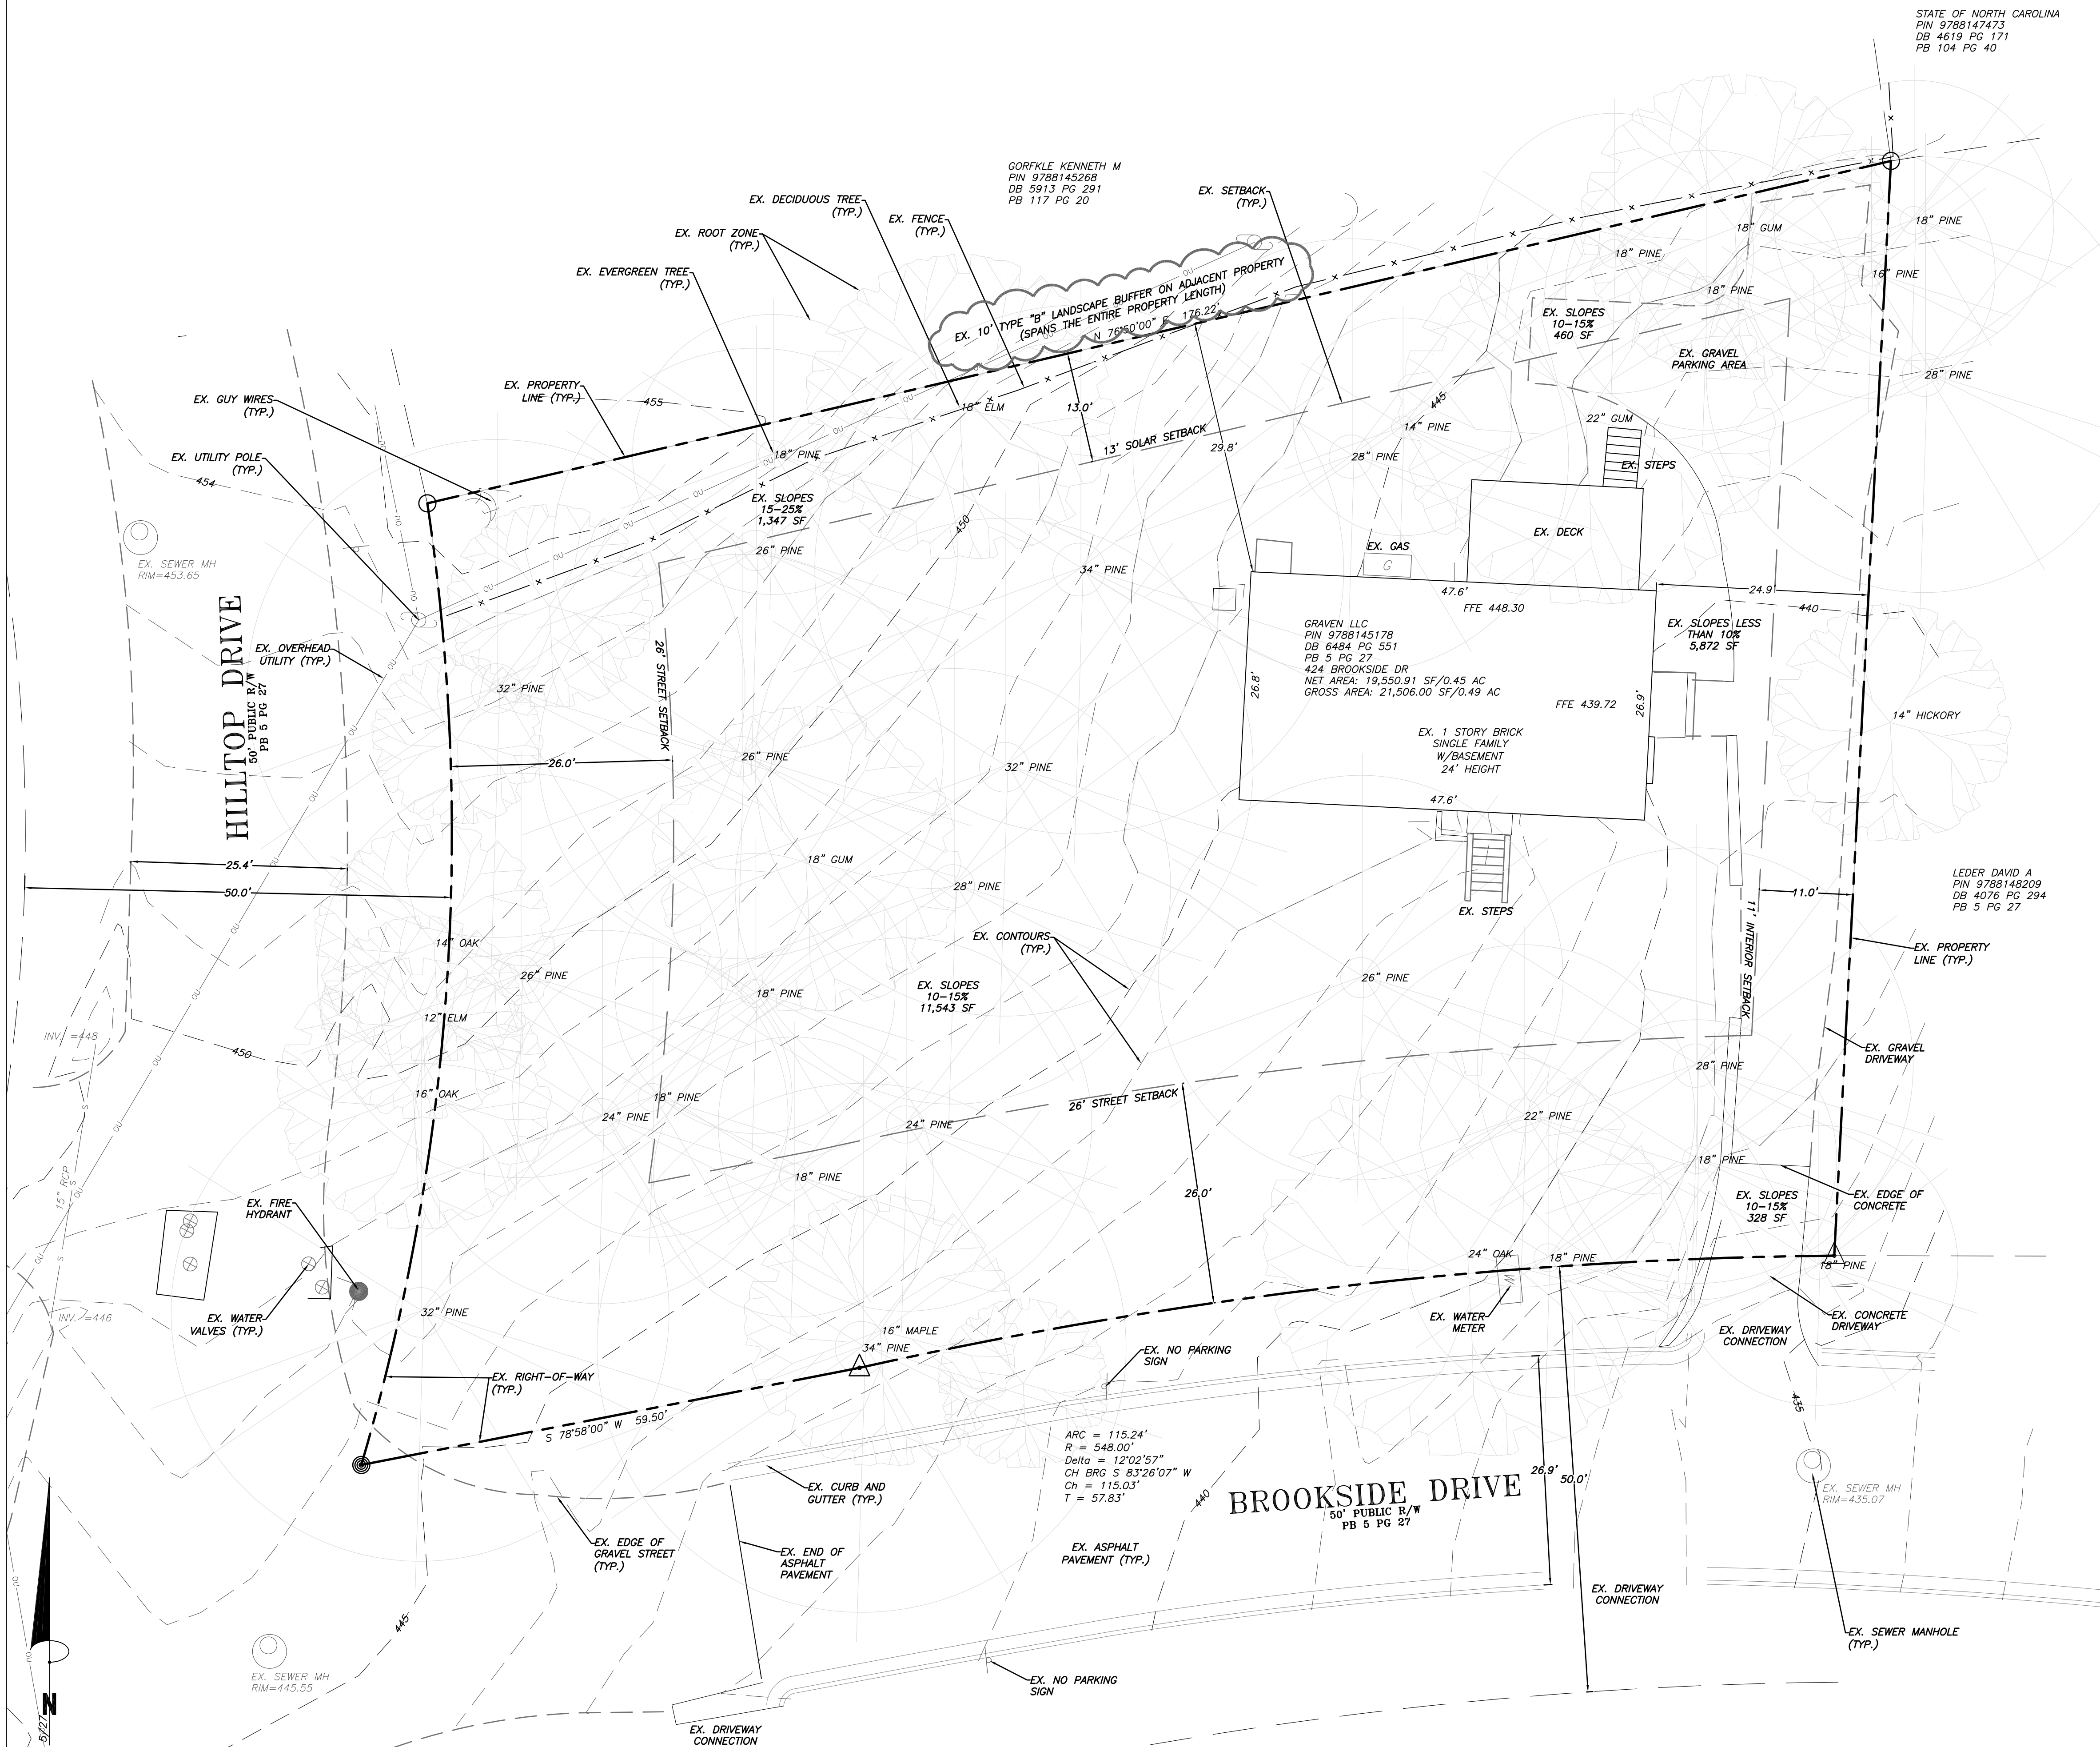 STATE OF NORTH CAROLINA
PIN 9788147473
DB 4619 PG 171
PB 104 PG 40
GORFKLE KENNETH M
PIN 9788145268
DB 5913 PG 291
PB 117 PG 20
EX. SETBACK
(TYP.)
EX. DECIDUOUS TREE
(TYP.)
EX. FENCE
(TYP.)
EX. ROOT ZONE
(TYP.)
EX. EVERGREEN TREE
(TYP.)
EX. 10' TYPE "B" LANDSCAPE BUFFER ON ADJACENT PROPERTY
(SPANS THE ENTIRE PROPERTY LENGTH)
N 76°50'00" E 176.22'
18" PINE
18" GUM
18" PINE
16" PINE
18" PINE
EX. SLOPES
10-15%
460 SF
EX. GRAVEL
PARKING AREA
28" PINE
EX. GUY WIRES
(TYP.)
EX. PROPERTY
LINE (TYP.)
455
18" ELM
13.0'
13' SOLAR SETBACK
29.8'
445
14" PINE
22" GUM
28" PINE
EX. STEPS
EX. UTILITY POLE
(TYP.)
454
18" PINE
EX. SLOPES
15-25%
1,347 SF
450
26" PINE
34" PINE
EX. DECK
EX. GAS
G
EX. SEWER MH
RIM=453.65
47.6'
FFE 448.30
24.9'
440
GRAVEN LLC
PIN 9788145178
DB 6484 PG 551
PB 5 PG 27
424 BROOKSIDE DR
NET AREA: 19,550.91 SF/0.45 AC
GROSS AREA: 21,506.00 SF/0.49 AC
EX. SLOPES LESS
THAN 10%
5,872 SF
HILLTOP DRIVE
50' PUBLIC R/W
PB 5 PG 27
EX. OVERHEAD
UTILITY (TYP.)
26' STREET SETBACK
32" PINE
26.8'
26.9'
FFE 439.72
14" HICKORY
EX. 1 STORY BRICK
SINGLE FAMILY
W/BASEMENT
24' HEIGHT
26.0'
26" PINE
32" PINE
47.6'
25.4'
50.0'
18" GUM
28" PINE
EX. STEPS
11.0'
11' INTERIOR SETBACK
LEDER DAVID A
PIN 9788148209
DB 4076 PG 294
PB 5 PG 27
14" OAK
26" PINE
EX. CONTOURS
(TYP.)
EX. PROPERTY
LINE (TYP.)
EX. SLOPES
10-15%
11,543 SF
18" PINE
26" PINE
12" ELM
INV. =448
450
EX. GRAVEL
DRIVEWAY
28" PINE
16" OAK
18" PINE
24" PINE
24" PINE
26' STREET SETBACK
22" PINE
15" RCP
18" PINE
18" PINE
26.0'
EX. SLOPES
10-15%
328 SF
EX. EDGE OF
CONCRETE
EX. FIRE
HYDRANT
24" OAK
18" PINE
18" PINE
W
EX. WATER
VALVES (TYP.)
INV. =446
32" PINE
16" MAPLE
34" PINE
EX. WATER
METER
EX. CONCRETE
DRIVEWAY
EX. DRIVEWAY
CONNECTION
EX. NO PARKING
SIGN
EX. RIGHT-OF-WAY
(TYP.)
S 78°58'00" W 59.50'
ARC = 115.24'
R = 548.00'
Delta = 12°02'57"
CH BRG S 83°26'07" W
Ch = 115.03'
T = 57.83'
435
26.9'
50.0'
440
BROOKSIDE DRIVE
50' PUBLIC R/W
PB 5 PG 27
EX. SEWER MH
RIM=435.07
EX. CURB AND
GUTTER (TYP.)
EX. EDGE OF
GRAVEL STREET
(TYP.)
EX. END OF
ASPHALT
PAVEMENT
EX. ASPHALT
PAVEMENT (TYP.)
EX. DRIVEWAY
CONNECTION
445
EX. SEWER MANHOLE
(TYP.)
EX. SEWER MH
RIM=445.55
EX. NO PARKING
SIGN
N
5/27
EX. DRIVEWAY
CONNECTION